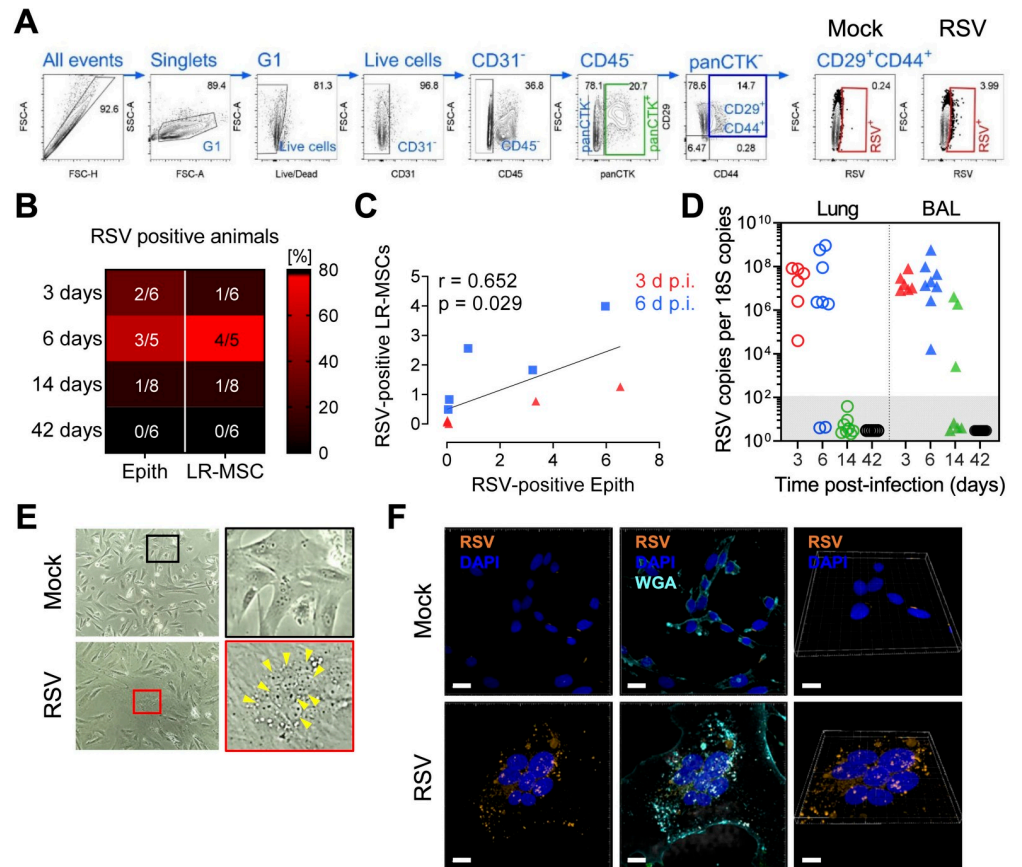 A
Mock RSV
All events Singlets G1 Live cells CD31⁻ CD45⁻ panCTK⁻ CD29⁺CD44⁺
92.6
FSC-A
FSC-H
89.4
SSC-A
G1
FSC-A
81.3
FSC-A
Live cells
Live/Dead
96.8
FSC-A
CD31⁻
CD31
36.8
FSC-A
CD45⁻
CD45
78.1 20.7
FSC-A
panCTK⁻
panCTK⁺
panCTK
78.6 14.7
CD29
CD29⁺
CD44⁺
6.47 0.28
CD44
0.24
FSC-A
RSV⁺
RSV
3.99
FSC-A
RSV⁺
RSV
B
RSV positive animals
[%]
3 days 2/6 1/6
6 days 3/5 4/5
14 days 1/8 1/8
42 days 0/6 0/6
Epith LR-MSC
80
60
40
20
0
C
RSV-positive LR-MSCs
5
4
3
2
1
0
r = 0.652
p = 0.029
3 d p.i.
6 d p.i.
0 2 4 6 8
RSV-positive Epith
D
Lung BAL
RSV copies per 18S copies
10¹⁰
10⁸
10⁶
10⁴
10²
10⁰
3 6 14 42 3 6 14 42
Time post-infection (days)
E
Mock
RSV
F
Mock
RSV
DAPI
RSV
DAPI
WGA
RSV
DAPI
RSV